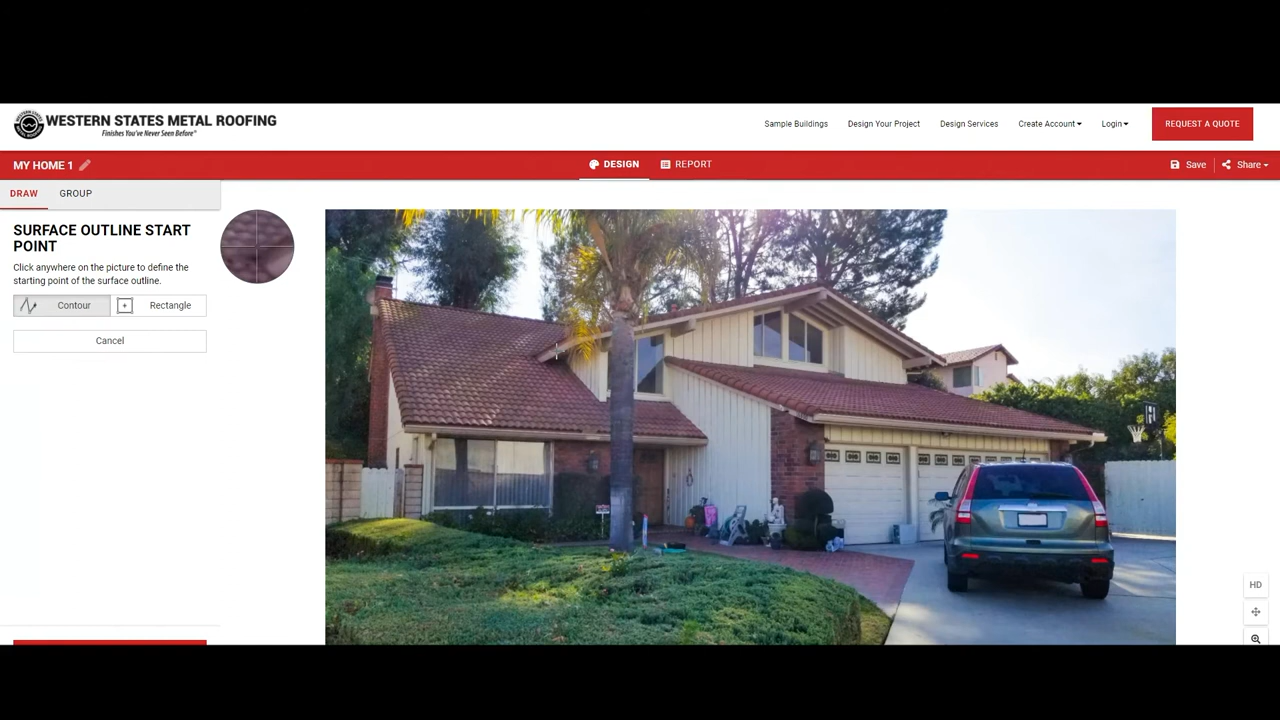 WESTERN STATES METAL ROOFING
Finishes You've Never Seen Before®
Sample Buildings
Design Your Project
Design Services
Create Account
Login
REQUEST A QUOTE
MY HOME 1
DESIGN
REPORT
Save
Share
DRAW
GROUP
SURFACE OUTLINE START
POINT
Click anywhere on the picture to define the
starting point of the surface outline.
Contour
Rectangle
Cancel
HD